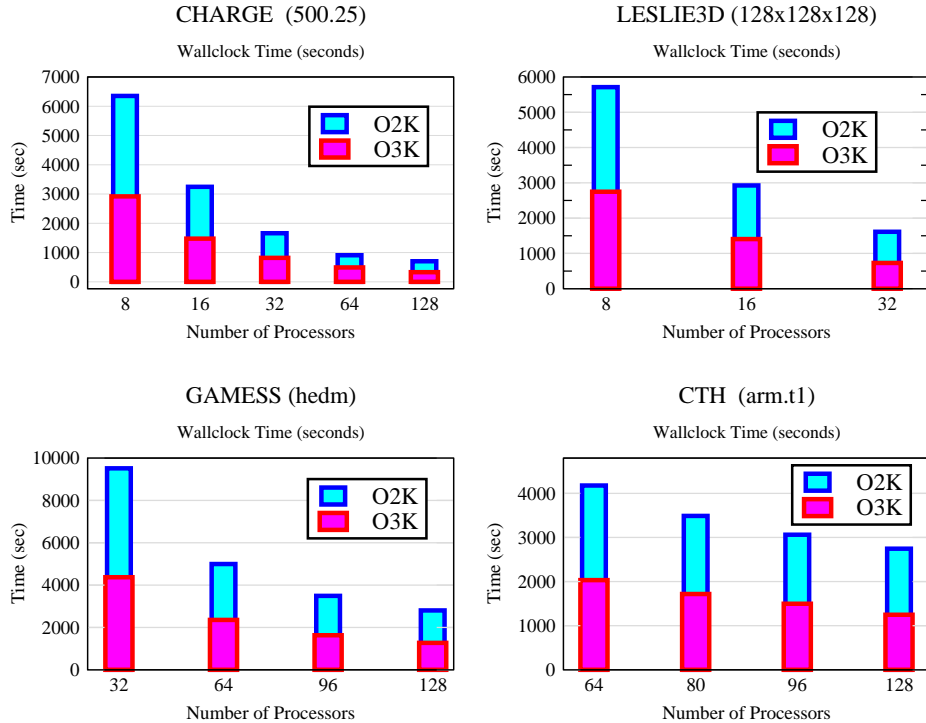 CHARGE (500.25)
Wallclock Time (seconds)
7000
6000
5000
4000
3000
2000
1000
0
Time (sec)
O2K
O3K
8 16 32 64 128
Number of Processors
LESLIE3D (128x128x128)
Wallclock Time (seconds)
6000
5000
4000
3000
2000
1000
0
Time (sec)
O2K
O3K
8 16 32
Number of Processors
GAMESS (hedm)
Wallclock Time (seconds)
10000
8000
6000
4000
2000
0
Time (sec)
O2K
O3K
32 64 96 128
Number of Processors
CTH (arm.t1)
Wallclock Time (seconds)
4000
3000
2000
1000
0
Time (sec)
O2K
O3K
64 80 96 128
Number of Processors